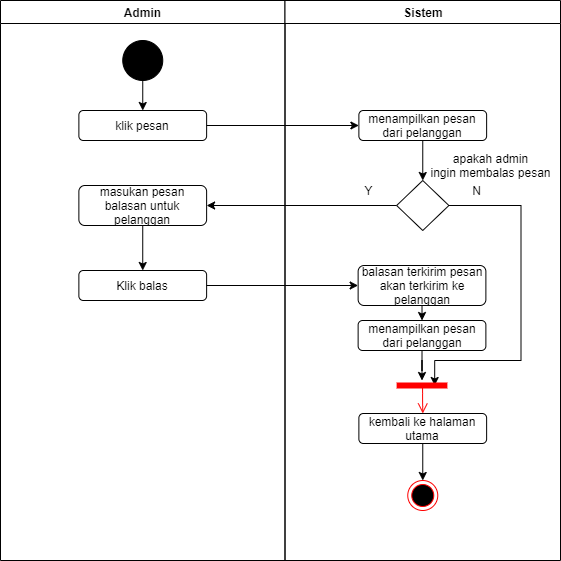 Admin
Sistem
klik pesan
menampilkan pesan
dari pelanggan
apakah admin
ingin membalas pesan
Y
N
masukan pesan
balasan untuk
pelanggan
Klik balas
balasan terkirim pesan
akan terkirim ke
pelanggan
menampilkan pesan
dari pelanggan
kembali ke halaman
utama